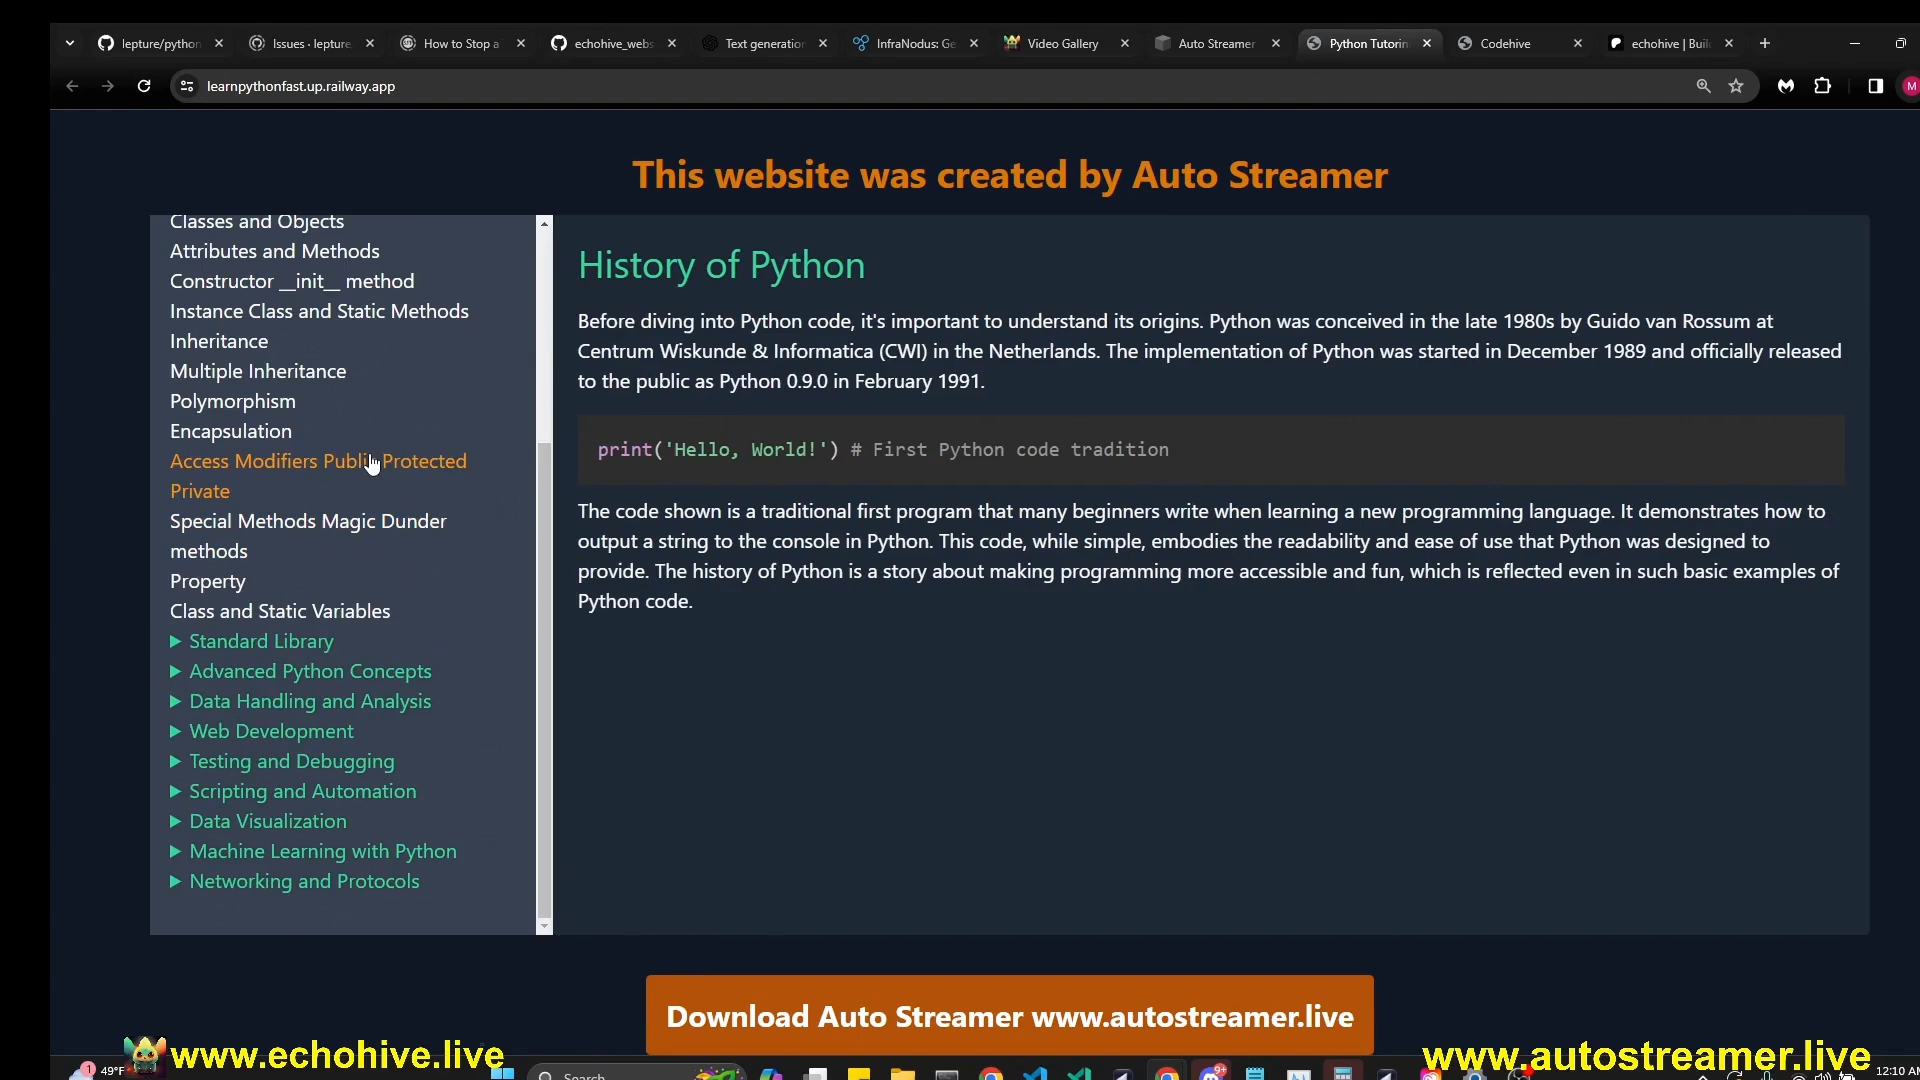 lepture/python
Issues · lepture
How to Stop a
echohive_webs
Text generation
InfraNodus: Ge
Video Gallery
Auto Streamer
Python Tutorin
Codehive
echohive | Buil
learnpythonfast.up.railway.app
M
This website was created by Auto Streamer
Classes and Objects
Attributes and Methods
Constructor __init__ method
Instance Class and Static Methods
Inheritance
Multiple Inheritance
Polymorphism
Encapsulation
Access Modifiers Public Protected
Private
Special Methods Magic Dunder
methods
Property
Class and Static Variables
Standard Library
Advanced Python Concepts
Data Handling and Analysis
Web Development
Testing and Debugging
Scripting and Automation
Data Visualization
Machine Learning with Python
Networking and Protocols
History of Python
Before diving into Python code, it's important to understand its origins. Python was conceived in the late 1980s by Guido van Rossum at
Centrum Wiskunde & Informatica (CWI) in the Netherlands. The implementation of Python was started in December 1989 and officially released
to the public as Python 0.9.0 in February 1991.
print('Hello, World!') # First Python code tradition
The code shown is a traditional first program that many beginners write when learning a new programming language. It demonstrates how to
output a string to the console in Python. This code, while simple, embodies the readability and ease of use that Python was designed to
provide. The history of Python is a story about making programming more accessible and fun, which is reflected even in such basic examples of
Python code.
Download Auto Streamer www.autostreamer.live
www.echohive.live
www.autostreamer.live
1
49°F
Search
9+
12:10 AM